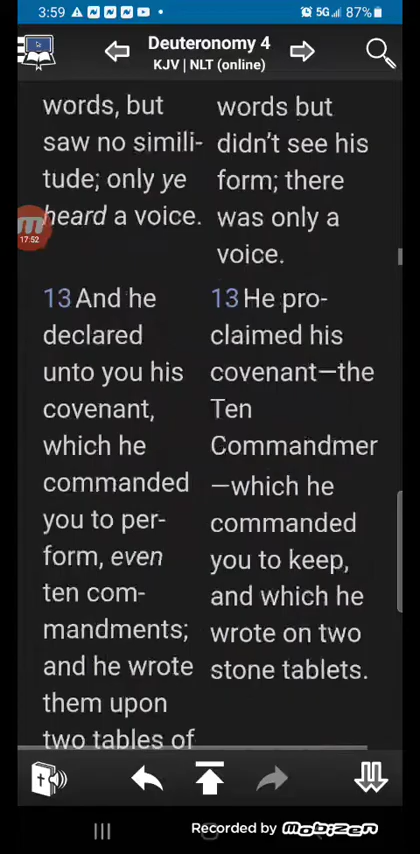 3:59
5G
87%
Deuteronomy 4
KJV | NLT (online)
words, but
saw no simili-
tude; only ye
heard a voice.
words but
didn't see his
form; there
was only a
voice.
17:52
13 And he
declared
unto you his
covenant,
which he
commanded
you to per-
form, even
ten com-
mandments;
and he wrote
them upon
two tables of
13 He pro-
claimed his
covenant—the
Ten
Commandmer
—which he
commanded
you to keep,
and which he
wrote on two
stone tablets.
Recorded by Mobizen